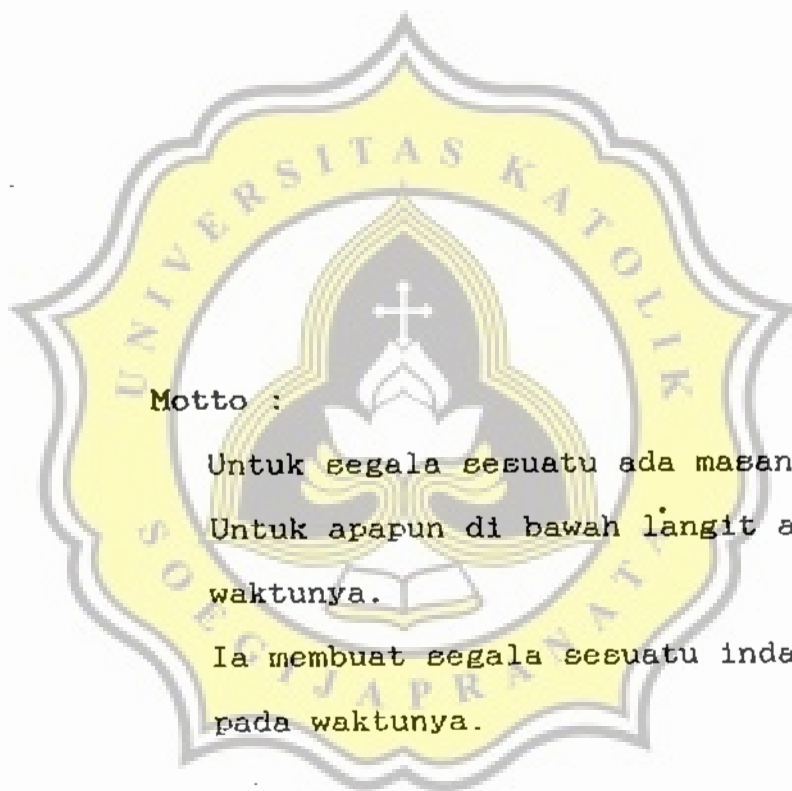 UNIVERSITAS KATOLIK
Motto :
Untuk segala sesuatu ada masan
Untuk apapun di bawah langit a
waktunya.
Ia membuat segala sesuatu inda
pada waktunya.
SOEGIJAPRANATA